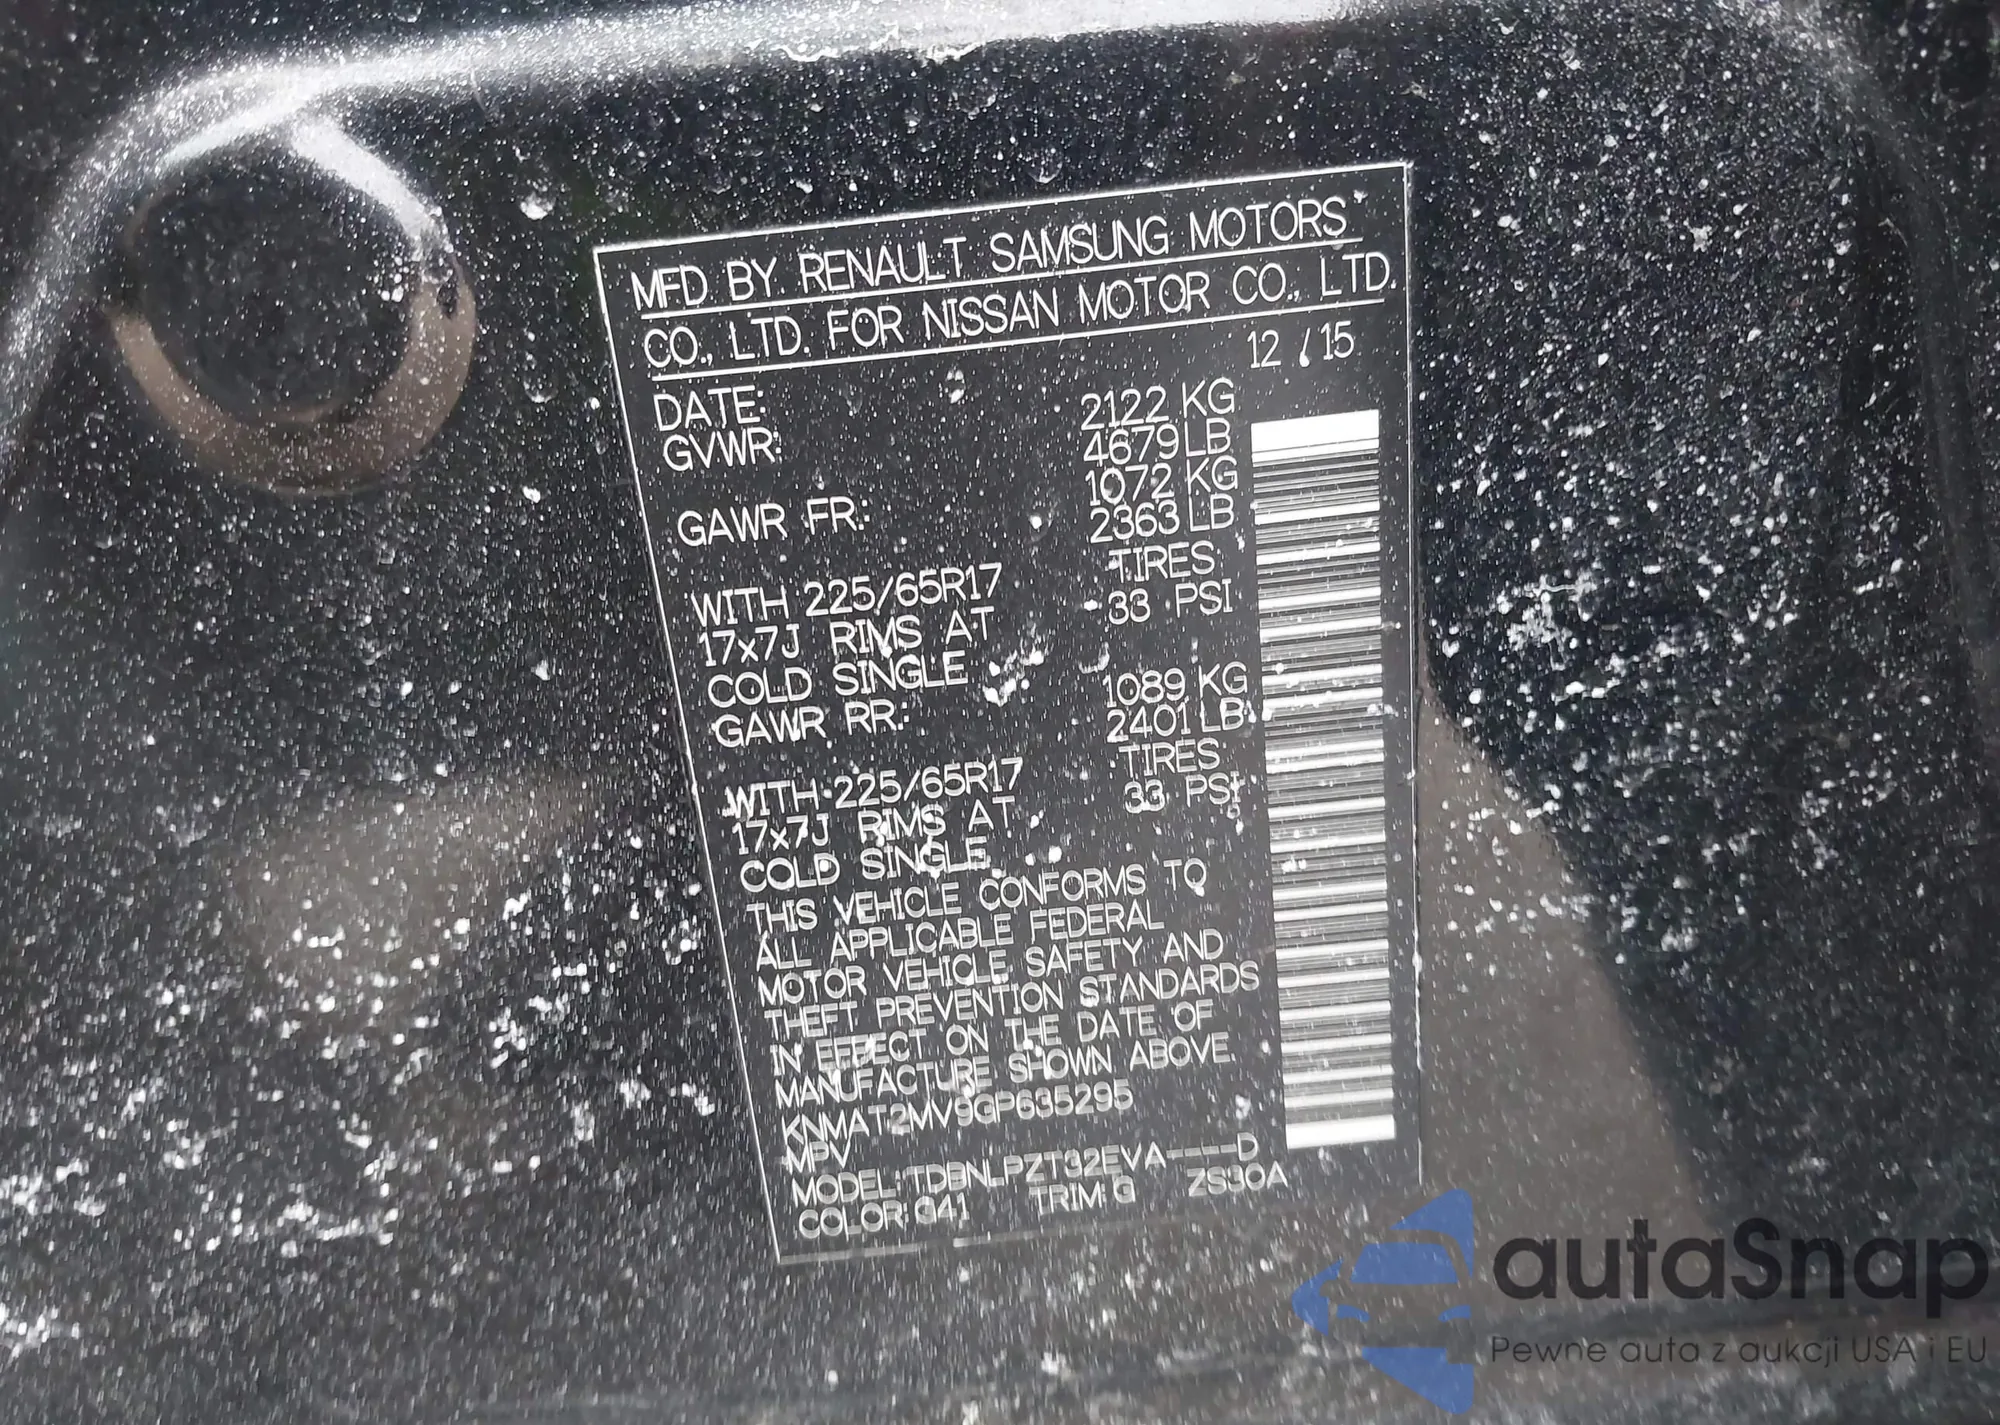 MFD BY RENAULT SAMSUNG MOTORS
CO., LTD. FOR NISSAN MOTOR CO., LTD.
DATE: 12 / 15
GVWR: 2122 KG
4679 LB
GAWR FR.: 1072 KG
2363 LB
WITH 225/65R17 TIRES
17x7J RIMS AT 33 PSI
COLD SINGLE
GAWR RR.: 1089 KG
2401 LB
WITH 225/65R17 TIRES
17x7J RIMS AT 33 PSI
COLD SINGLE
THIS VEHICLE CONFORMS TO
ALL APPLICABLE FEDERAL
MOTOR VEHICLE SAFETY AND
THEFT PREVENTION STANDARDS
IN EFFECT ON THE DATE OF
MANUFACTURE SHOWN ABOVE.
KNMAT2MV9GP635295
MPV
MODEL: TDBNLPZT32EVA----D
COLOR: G41 TRIM: G ZS30A
autaSnap
Pewne auta z aukcji USA i EU